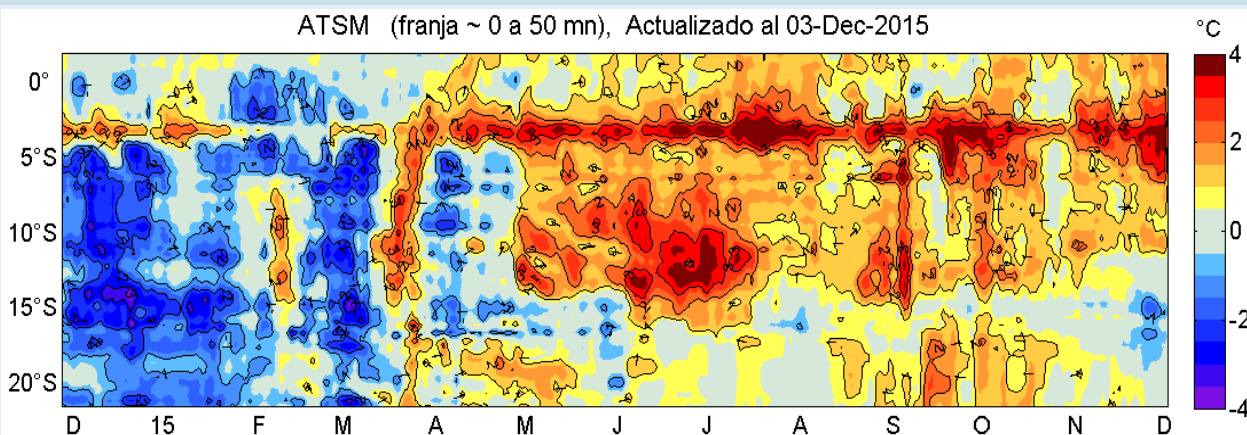 ATSM (franja ~ 0 a 50 mn), Actualizado al 03-Dec-2015
°C
0°
5°S
10°S
15°S
20°S
D 15 F M A M J J A S O N D
4
2
0
-2
-4